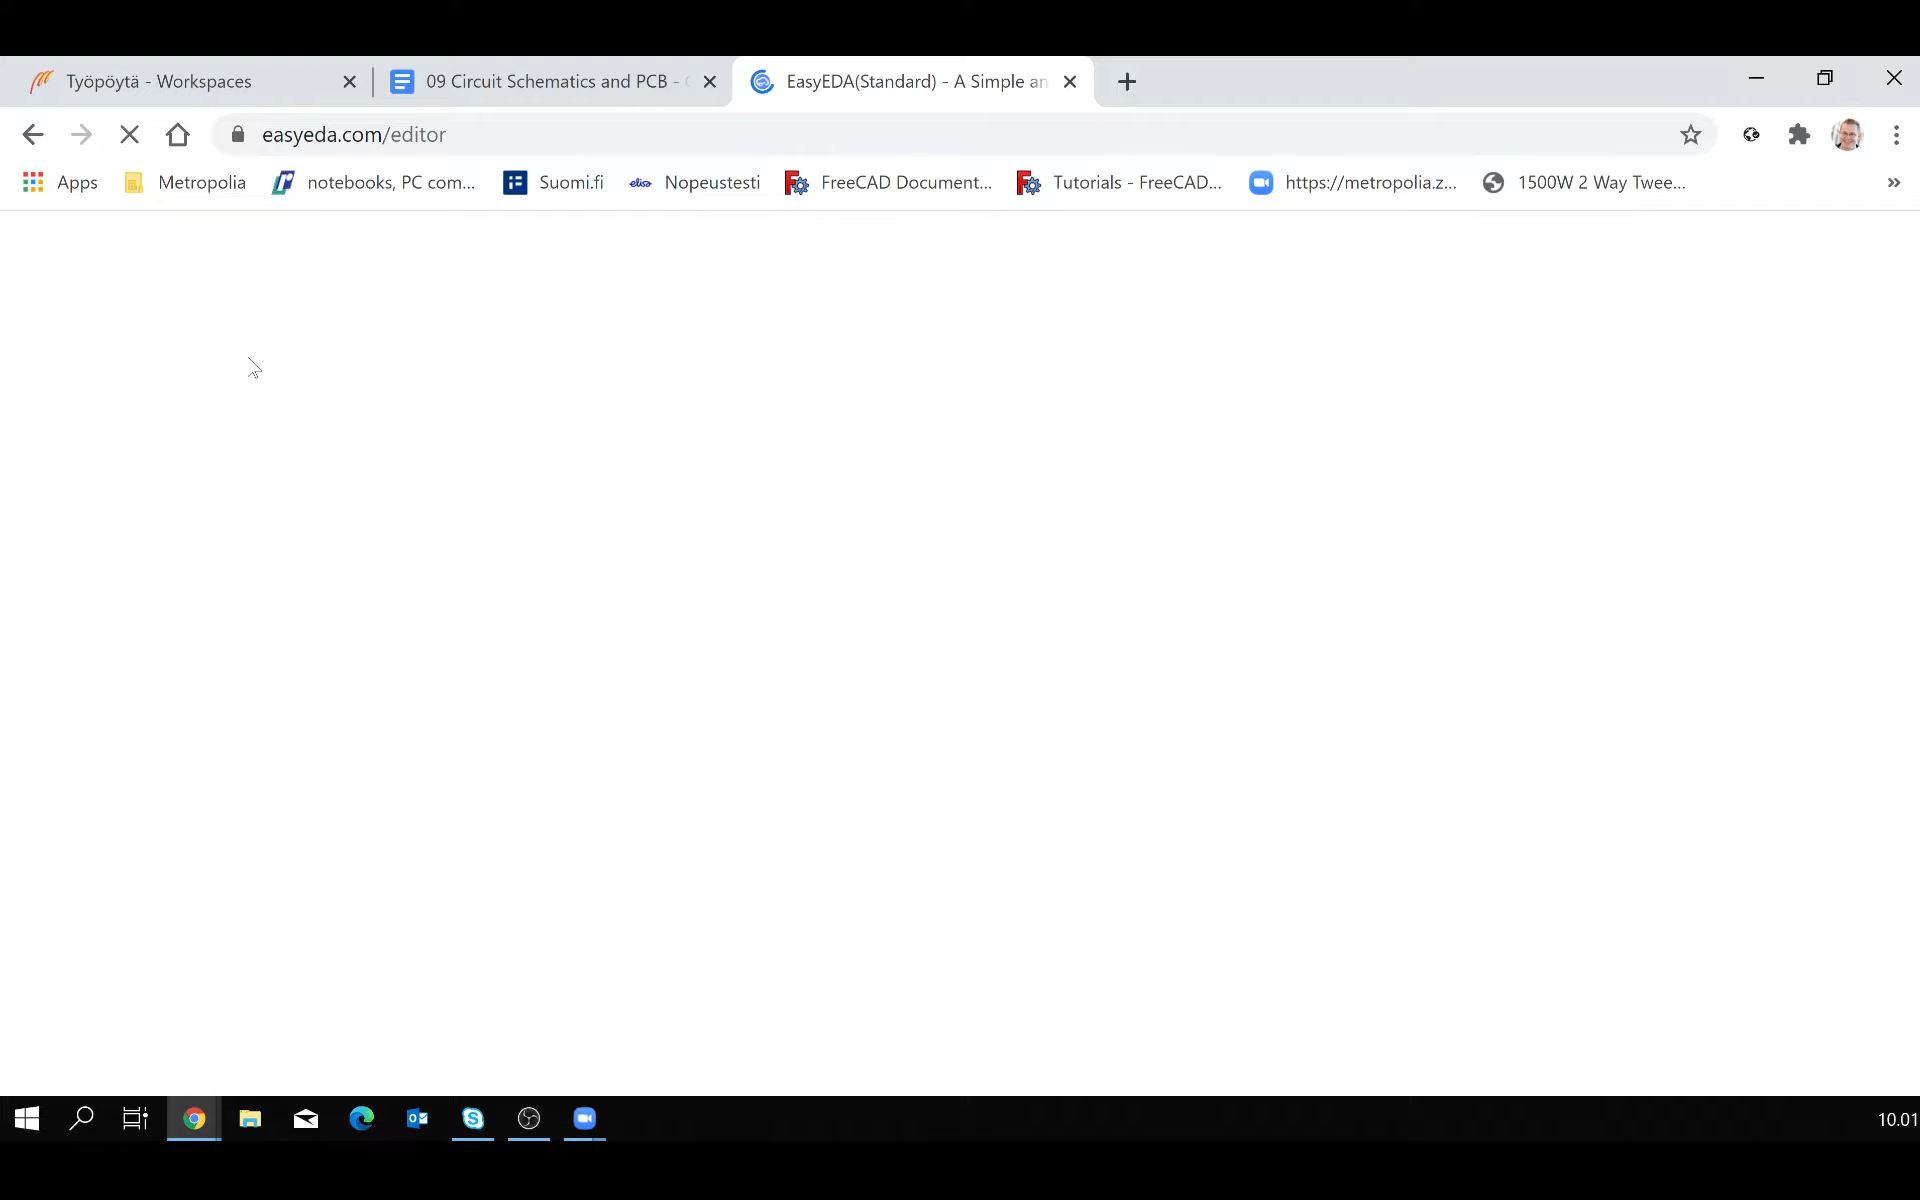 Työpöytä - Workspaces
09 Circuit Schematics and PCB -
EasyEDA(Standard) - A Simple an
easyeda.com/editor
Apps
Metropolia
notebooks, PC com...
Suomi.fi
elisa
Nopeustesti
FreeCAD Document...
Tutorials - FreeCAD...
https://metropolia.z...
1500W 2 Way Twee...
10.01